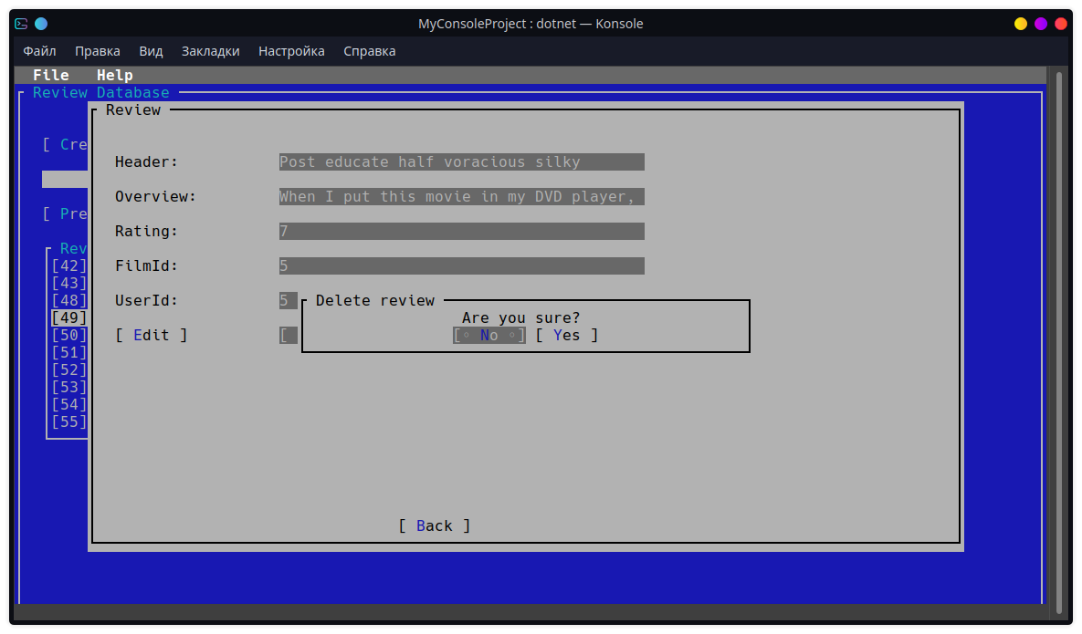 MyConsoleProject : dotnet — Konsole
Файл Правка Вид Закладки Настройка Справка
File Help
Review Database
Review
[ Cre
Header: Post educate half voracious silky
Overview: When I put this movie in my DVD player,
[ Pre
Rating: 7
Rev
[42] FilmId: 5
[43]
[48] UserId: 5 Delete review
[49] Are you sure?
[50] [ Edit ] [ [◦ No ◦] [ Yes ]
[51]
[52]
[53]
[54]
[55]
[ Back ]